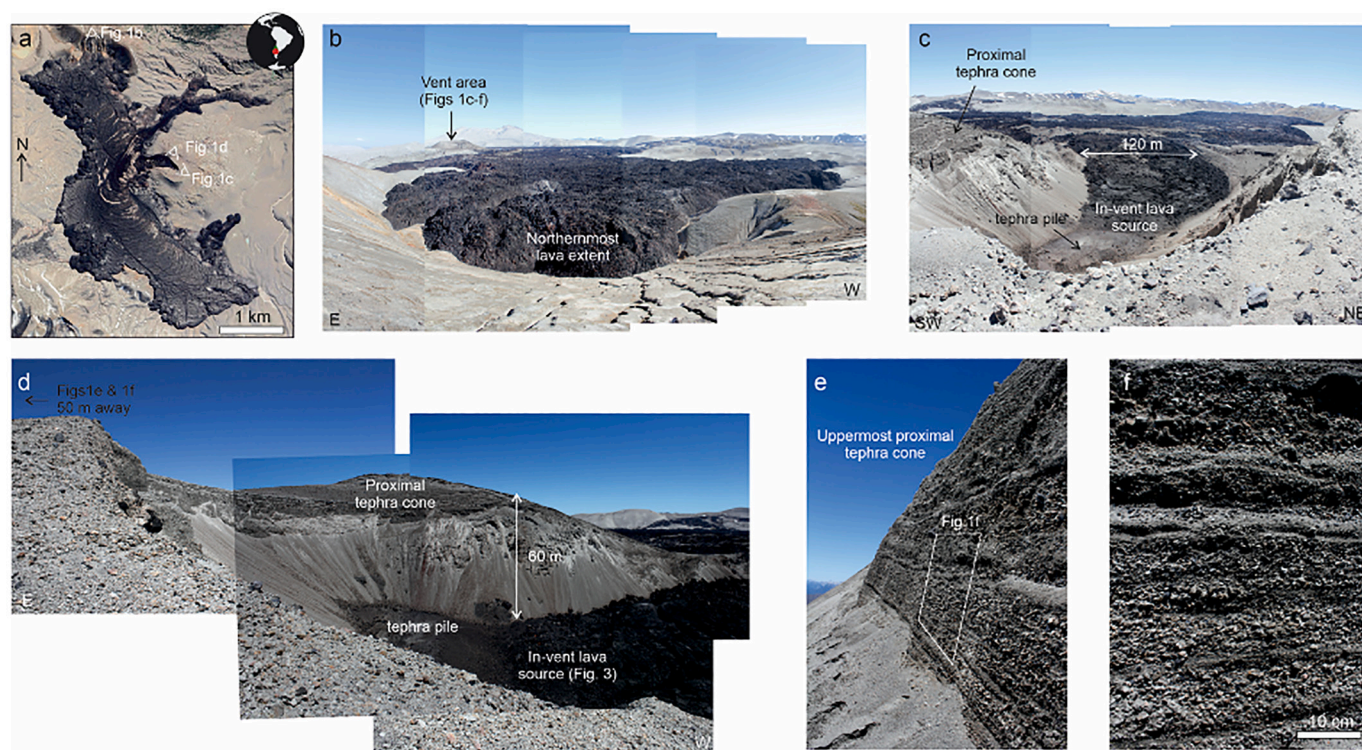 a
Fig.1b
N
Fig.1d
Fig.1c
1 km
b
Vent area
(Figs 1c-f)
Northernmost
lava extent
E
W
c
Proximal
tephra cone
120 m
tephra pile
In-vent lava
source
SW
NE
d
Figs1e & 1f
50 m away
Proximal
tephra cone
60 m
tephra pile
In-vent lava
source (Fig. 3)
E
W
e
Uppermost proximal
tephra cone
Fig.1f
f
10 cm